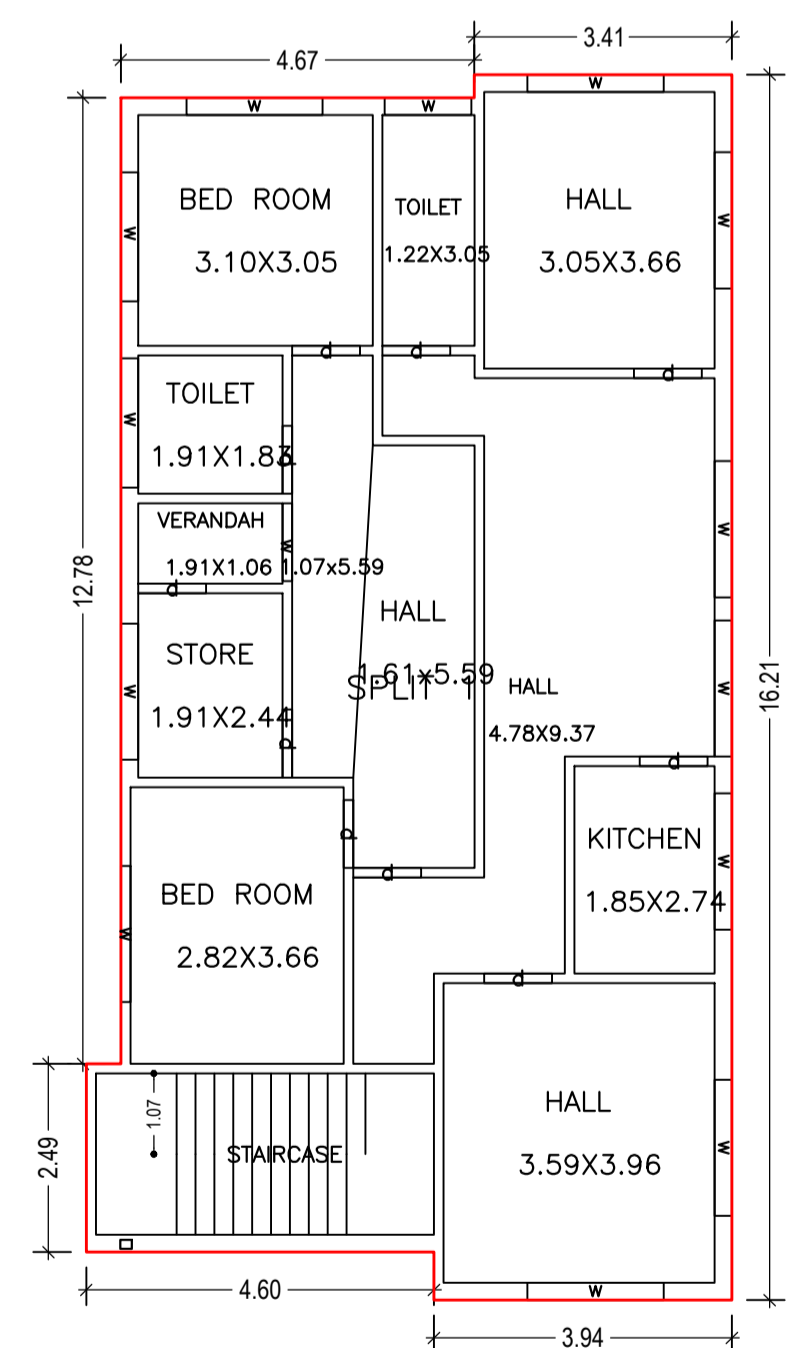 3.41
4.67
W
W
W
BED ROOM
3.10X3.05
TOILET
1.22X3.05
HALL
3.05X3.66
W
W
d
d
d
TOILET
1.91X1.83
W
d
VERANDAH
1.91X1.06
W
1.07x5.59
W
12.78
d
HALL
1.61x5.59
SPLIT 1
STORE
1.91X2.44
W
d
HALL
4.78X9.37
W
16.21
d
KITCHEN
1.85X2.74
W
d
d
BED ROOM
2.82X3.66
W
d
HALL
3.59X3.96
W
1.07
STAIRCASE
2.49
4.60
W
3.94